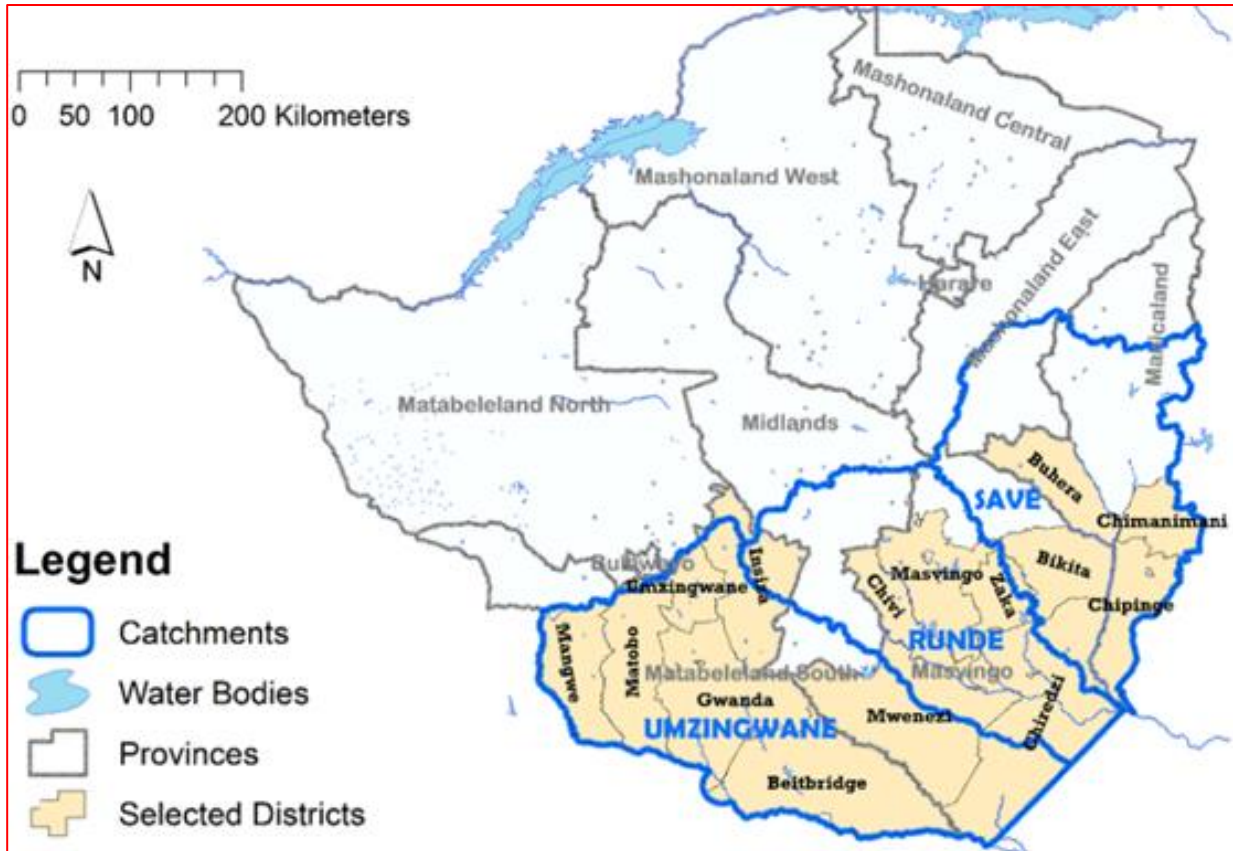 0 50 100 200 Kilometers
N
Mashonaland Central
Mashonaland West
Mashonaland East
Harare
Manicaland
Matabeleland North
Midlands
Buhera
SAVE
Chimanimani
Bikita
Chipinge
Insiza
Umzingwane
Masvingo
Zaka
Chivi
RUNDE
Masvingo
Mangwe
Matobo
Matabeleland South
Gwanda
UMZINGWANE
Mwenezi
Chiredzi
Beitbridge
Legend
Catchments
Water Bodies
Provinces
Selected Districts